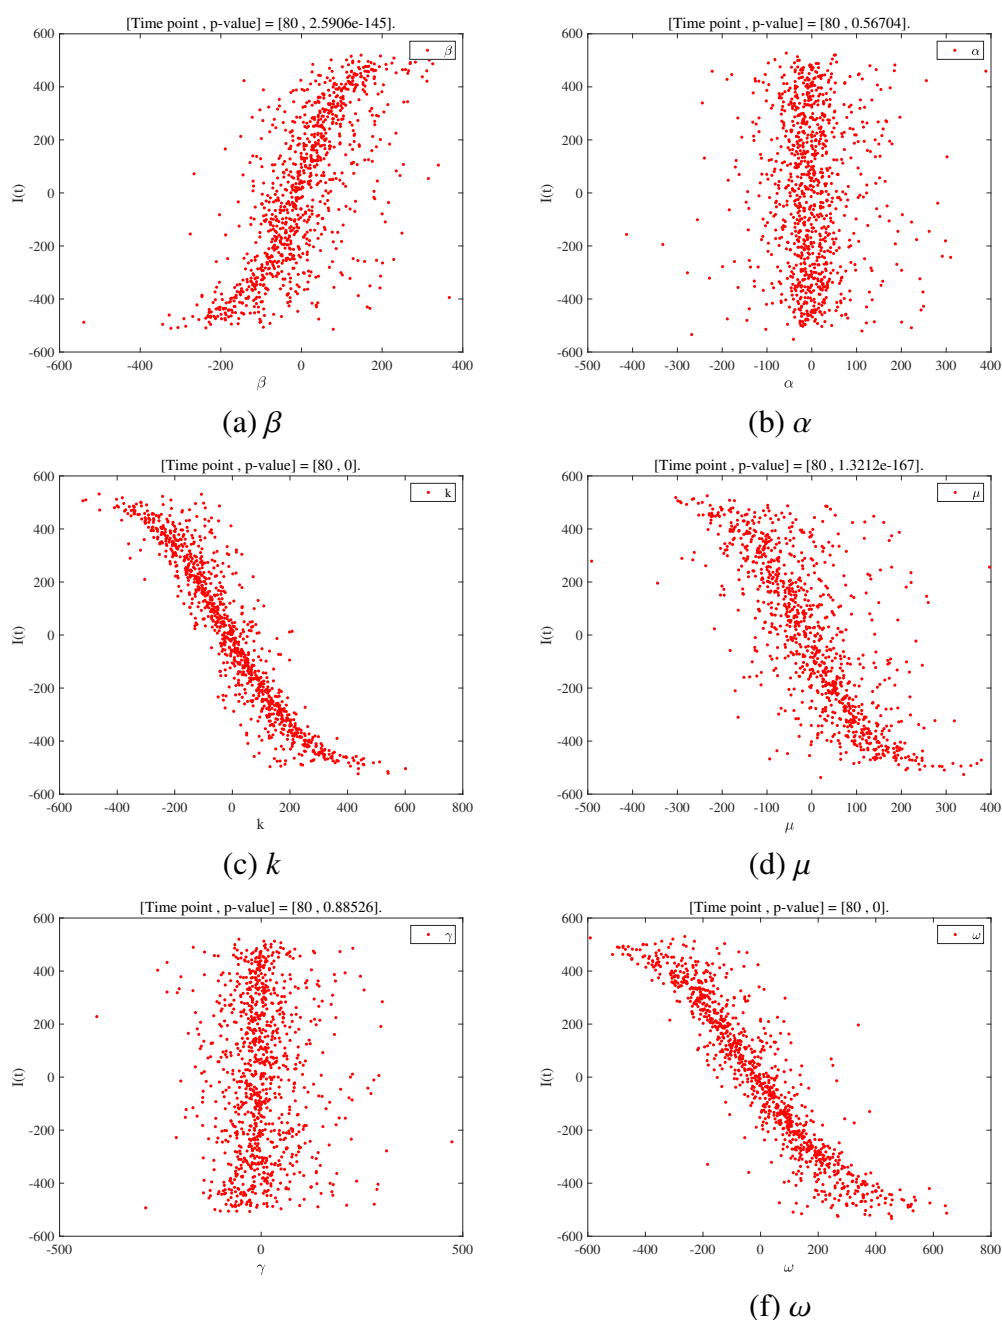 [Time point , p-value] = [80 , 2.5906e-145].
600
400
200
0
-200
-400
-600
I(t)
β
-600 -400 -200 0 200 400
β
(a) β
[Time point , p-value] = [80 , 0.56704].
600
400
200
0
-200
-400
-600
I(t)
α
-500 -400 -300 -200 -100 0 100 200 300 400
α
(b) α
[Time point , p-value] = [80 , 0].
600
400
200
0
-200
-400
-600
I(t)
k
-600 -400 -200 0 200 400 600 800
k
(c) k
[Time point , p-value] = [80 , 1.3212e-167].
600
400
200
0
-200
-400
-600
I(t)
μ
-500 -400 -300 -200 -100 0 100 200 300 400
μ
(d) μ
[Time point , p-value] = [80 , 0.88526].
600
400
200
0
-200
-400
-600
I(t)
γ
-500 0 500
γ
[Time point , p-value] = [80 , 0].
600
400
200
0
-200
-400
-600
I(t)
ω
-600 -400 -200 0 200 400 600 800
ω
(f) ω